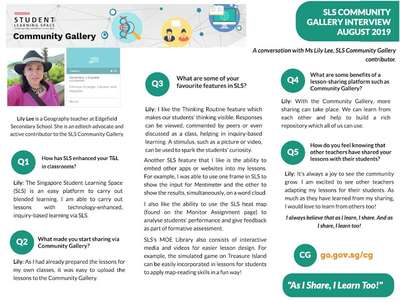 STUDENT
LEARNING SPACE
Community Gallery
SLS COMMUNITY
GALLERY INTERVIEW
AUGUST 2019
A conversation with Ms Lily Lee, SLS Community Gallery
contributor.
Lily Lee is a Geography teacher at Edgefield
Secondary School. She is an edtech advocate and
active contributor to the SLS Community Gallery.
Q1
How has SLS enhanced your T&L
in classrooms?
Lily: The Singapore Student Learning Space
(SLS) is an easy platform to carry out
blended learning. I am able to carry out
lessons with technology-enhanced,
inquiry-based learning via SLS.
Q2
What made you start sharing via
Community Gallery?
Lily: As I had already prepared the lessons for
my own classes, it was easy to upload the
lessons to the Community Gallery.
Q3
What are some of your
favourite features in SLS?
Lily: I like the Thinking Routine feature which
makes our students' thinking visible. Responses
can be viewed, commented by peers or even
discussed as a class, helping in inquiry-based
learning. A stimulus, such as a picture or video,
can be used to spark the students' curiosity.
Another SLS feature that I like is the ability to
embed other apps or websites into my lessons.
For example, I was able to use one frame in SLS to
show the input for Mentimeter and the other to
show the results, simultaneously, on a word cloud.
I also like the ability to use the SLS heat map
(found on the Monitor Assignment page) to
analyse students' performance and give feedback
as part of formative assessment.
SLS's MOE Library also consists of interactive
media and videos for easier lesson design. For
example, the simulated game on Treasure Island
can be easily incorporated in lessons for students
to apply map-reading skills in a fun way!
Q4
What are some benefits of a
lesson-sharing platform such as
Community Gallery?
Lily: With the Community Gallery, more
sharing can take place. We can learn from
each other and help to build a rich
repository which all of us can use.
Q5
How do you feel knowing that
other teachers have shared your
lessons with their students?
Lily: It's always a joy to see the community
grow. I am excited to see other teachers
adapting my lessons for their students. As
much as they have learned from my sharing,
I would love to learn from others too!
I always believe that as I learn, I share. And as
I share, I learn too!
CG
go.gov.sg/cg
"As I Share, I Learn Too!"